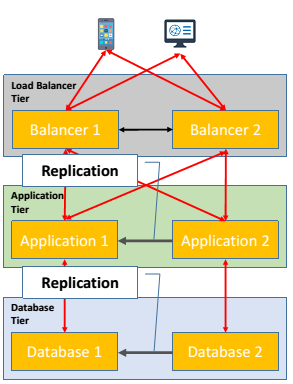 Load Balancer
Tier
Balancer 1
Balancer 2
Replication
Application
Tier
Application 1
Application 2
Replication
Database
Tier
Database 1
Database 2